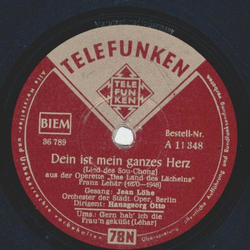 TELEFUNKEN
TELE
FUN
KEN
BIEM
36 789
Bestell-Nr.
A 11 348
Dein ist mein ganzes Herz
(Lied des Sou-Chong)
aus der Operette "Das Land des Lächelns"
Franz Lehár (1870-1948)
Gesang: Jean Löhe
Orchester der Städt. Oper, Berlin
Dirigent: Hansgeorg Otto
Ums.: Gern hab' ich die
Frau'n geküßt (Lehár)
78N